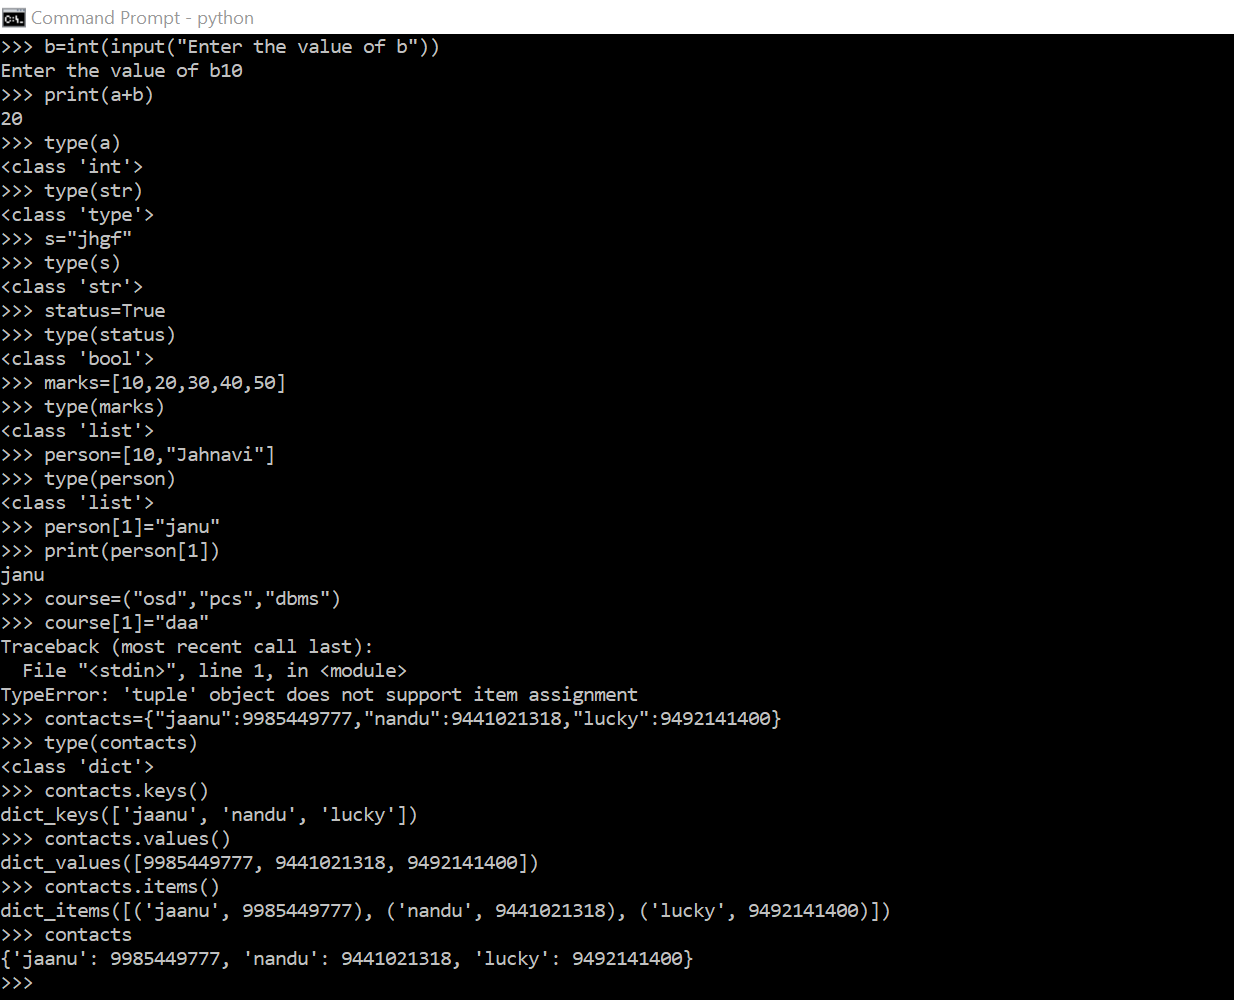 Command Prompt - python
>>> b=int(input("Enter the value of b"))
Enter the value of b10
>>> print(a+b)
20
>>> type(a)
<class 'int'>
>>> type(str)
<class 'type'>
>>> s="jhgf"
>>> type(s)
<class 'str'>
>>> status=True
>>> type(status)
<class 'bool'>
>>> marks=[10,20,30,40,50]
>>> type(marks)
<class 'list'>
>>> person=[10,"Jahnavi"]
>>> type(person)
<class 'list'>
>>> person[1]="janu"
>>> print(person[1])
janu
>>> course=("osd","pcs","dbms")
>>> course[1]="daa"
Traceback (most recent call last):
  File "<stdin>", line 1, in <module>
TypeError: 'tuple' object does not support item assignment
>>> contacts={"jaanu":9985449777,"nandu":9441021318,"lucky":9492141400}
>>> type(contacts)
<class 'dict'>
>>> contacts.keys()
dict_keys(['jaanu', 'nandu', 'lucky'])
>>> contacts.values()
dict_values([9985449777, 9441021318, 9492141400])
>>> contacts.items()
dict_items([('jaanu', 9985449777), ('nandu', 9441021318), ('lucky', 9492141400)])
>>> contacts
{'jaanu': 9985449777, 'nandu': 9441021318, 'lucky': 9492141400}
>>>